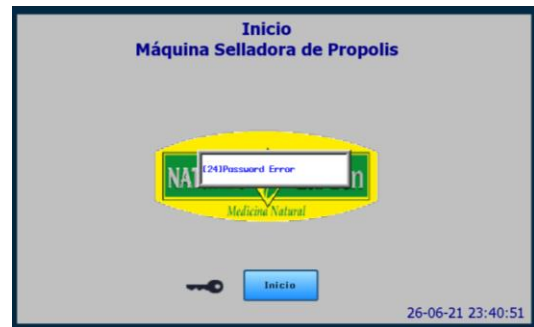 Inicio
Máquina Selladora de Propolis
[24]Password Error
Medicina Natural
Inicio
26-06-21 23:40:51